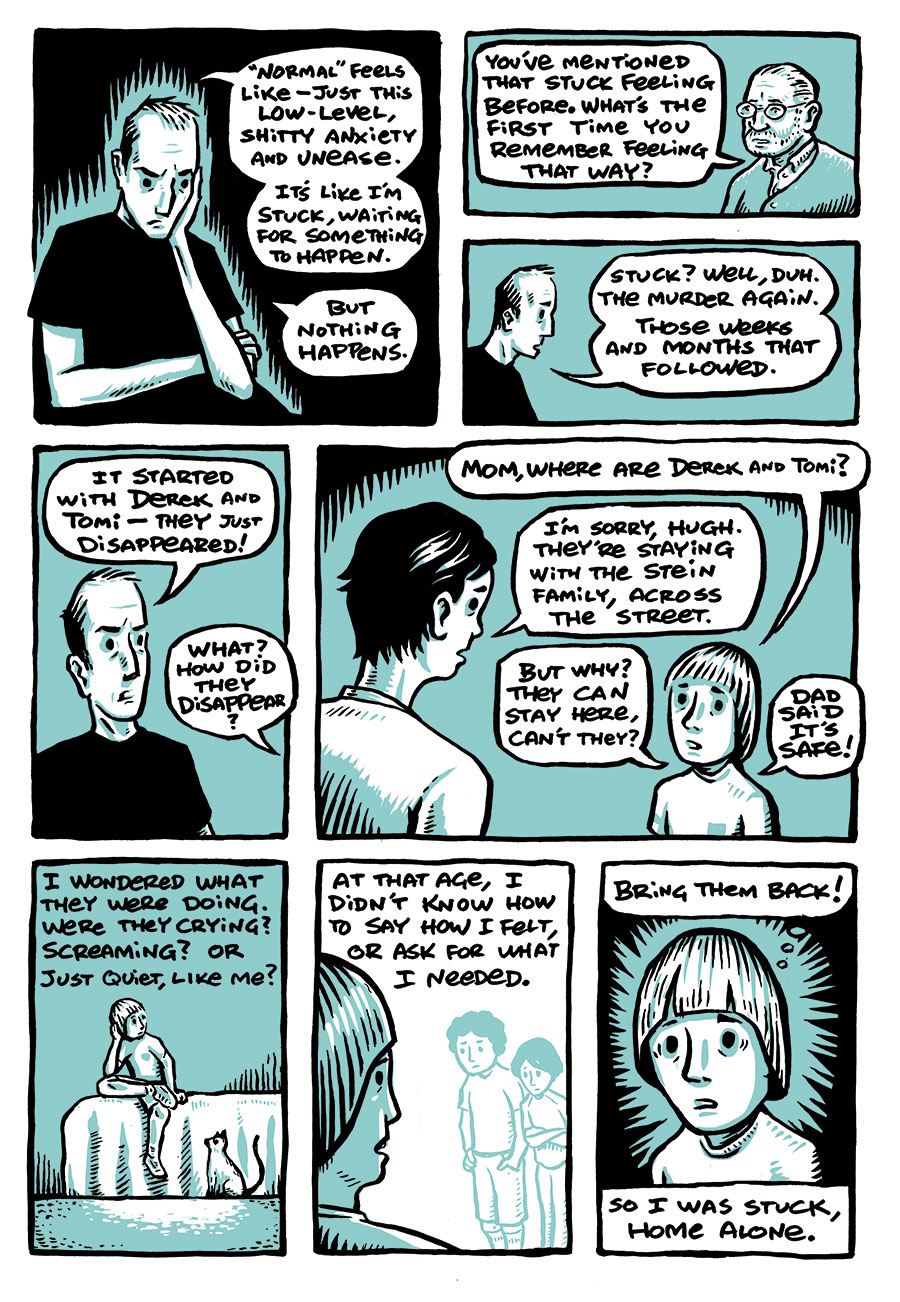 "NORMAL" FEELS
LIKE — JUST THIS
LOW-LEVEL,
SHITTY ANXIETY
AND UNEASE.
IT'S LIKE I'M
STUCK, WAITING
FOR SOMETHING
TO HAPPEN.
BUT
NOTHING
HAPPENS.
YOU'VE MENTIONED
THAT STUCK FEELING
BEFORE. WHAT'S THE
FIRST TIME YOU
REMEMBER FEELING
THAT WAY?
STUCK? WELL, DUH.
THE MURDER AGAIN.
THOSE WEEKS
AND MONTHS THAT
FOLLOWED.
IT STARTED
WITH DEREK AND
TOMI — THEY JUST
DISAPPEARED!
WHAT?
HOW DID
THEY
DISAPPEAR
?
MOM, WHERE ARE DEREK AND TOMI?
I'M SORRY, HUGH.
THEY'RE STAYING
WITH THE STEIN
FAMILY, ACROSS
THE STREET.
BUT WHY?
THEY CAN
STAY HERE,
CAN'T THEY?
DAD
SAID
IT'S
SAFE!
I WONDERED WHAT
THEY WERE DOING.
WERE THEY CRYING?
SCREAMING? OR
JUST QUIET, LIKE ME?
AT THAT AGE, I
DIDN'T KNOW HOW
TO SAY HOW I FELT,
OR ASK FOR WHAT
I NEEDED.
BRING THEM BACK!
SO I WAS STUCK,
HOME ALONE.